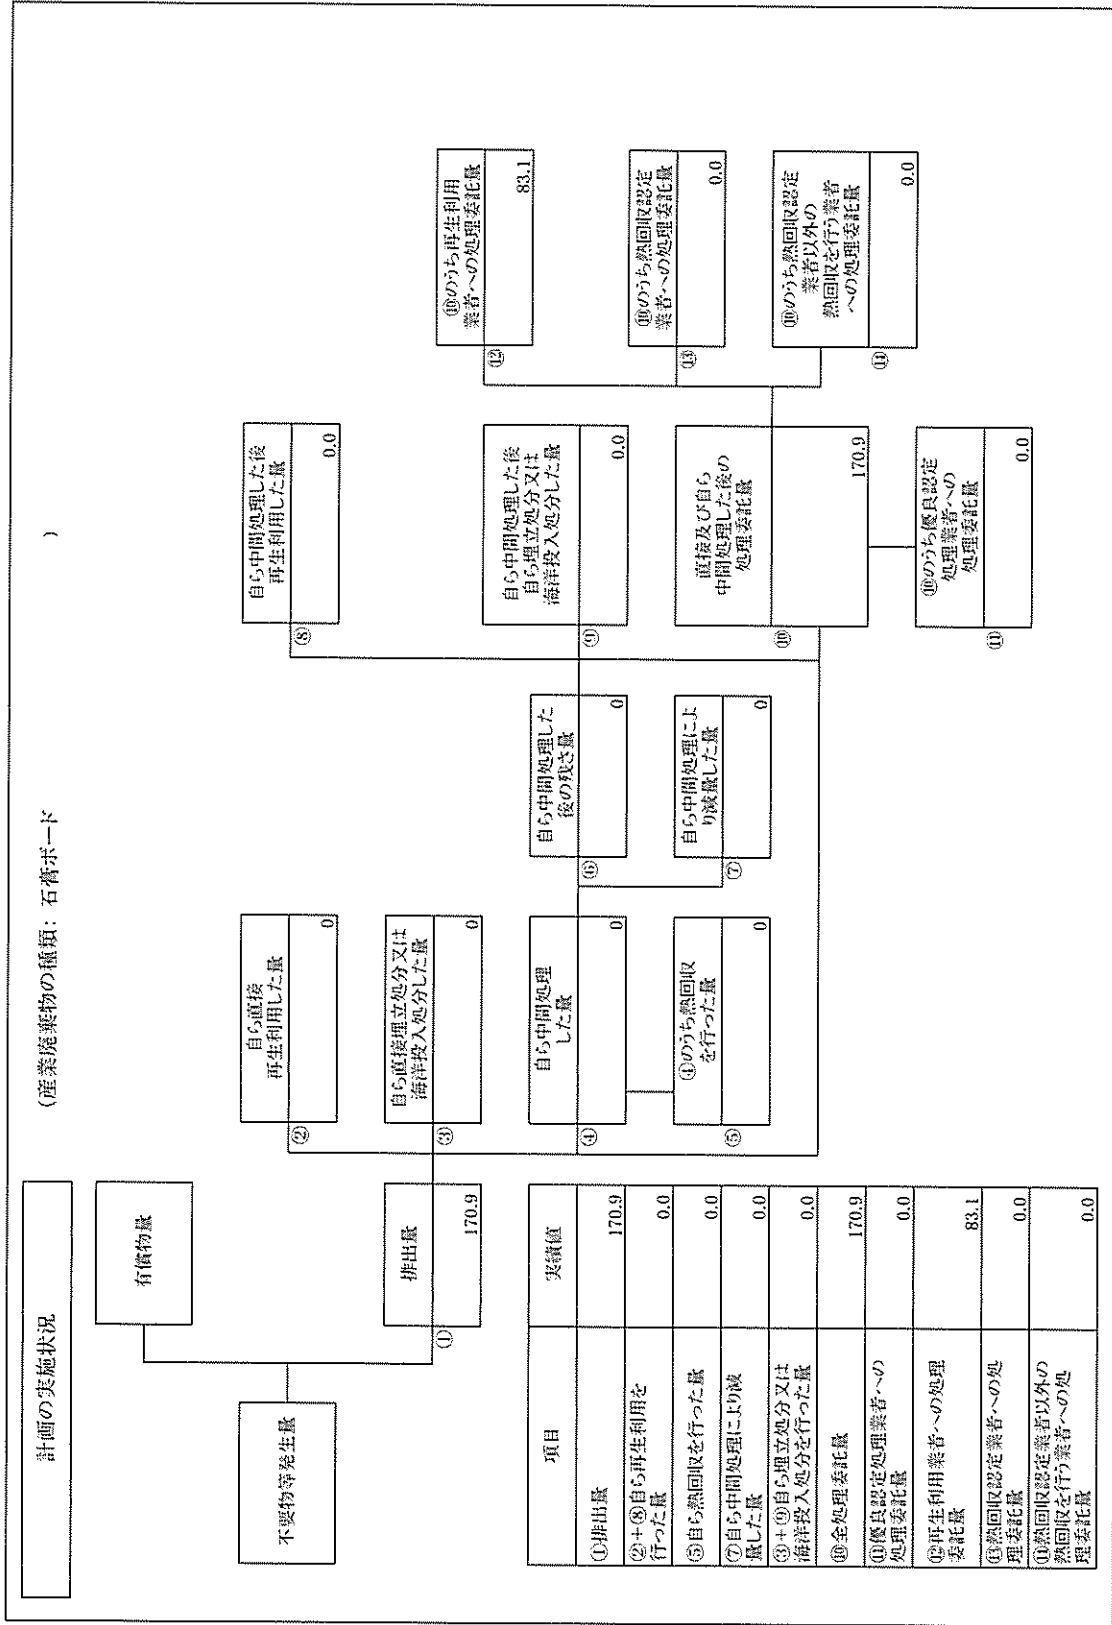 計画の実施状況
(産業廃棄物の種類: 石膏ボード
)
不要物等発生量
有償物量
①
排出量
170.9
②
自ら直接
再生利用した量
0
③
自ら直接埋立処分又は
海洋投入処分した量
0
④
自ら中間処理
した量
0
⑤
④のうち熱回収
を行った量
0
⑥
自ら中間処理した
後の残さ量
0
⑦
自ら中間処理によ
り減量した量
0
⑧
自ら中間処理した後
再生利用した量
0.0
⑨
自ら中間処理した後
自ら埋立処分又は
海洋投入処分した量
0.0
⑩
直接及び自ら
中間処理した後の
処理委託量
170.9
⑪
⑩のうち優良認定
処理業者への
処理委託量
0.0
⑫
⑩のうち再生利用
業者への処理委託量
83.1
⑬
⑩のうち熱回収認定
業者への処理委託量
0.0
⑭
⑩のうち熱回収認定
業者以外の
熱回収を行う業者
への処理委託量
0.0
項目
実績値
①排出量
170.9
②+⑧自ら再生利用を
行った量
0.0
⑤自ら熱回収を行った量
0.0
⑦自ら中間処理により減
量した量
0.0
③+⑨自ら埋立処分又は
海洋投入処分を行った量
0.0
⑩全処理委託量
170.9
⑪優良認定処理業者への
処理委託量
0.0
⑫再生利用業者への処理
委託量
83.1
⑬熱回収認定業者への処
理委託量
0.0
⑭熱回収認定業者以外の
熱回収を行う業者への処
理委託量
0.0